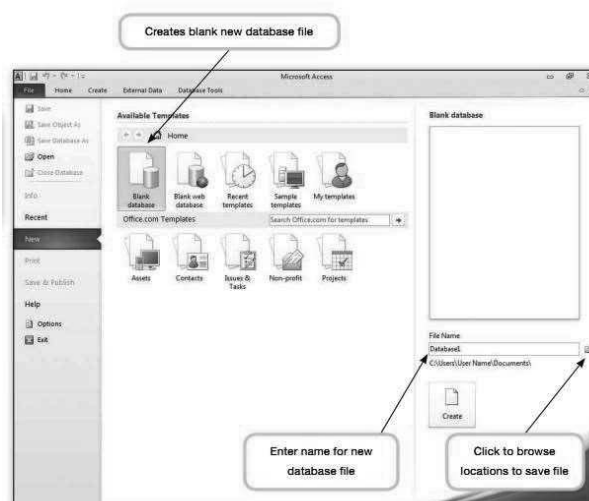 Creates blank new database file
Microsoft Access
File Home Create External Data Database Tools
Save
Save Object As
Save Database As
Open
Close Database
Info
Recent
New
Print
Save & Publish
Help
Options
Exit
Available Templates
Home
Blank database
Blank web database
Recent templates
Sample templates
My templates
Office.com Templates
Search Office.com for templates
Assets
Contacts
Issues & Tasks
Non-profit
Projects
Blank database
File Name
Database1
C:\Users\User Name\Documents\
Create
Enter name for new
database file
Click to browse
locations to save file